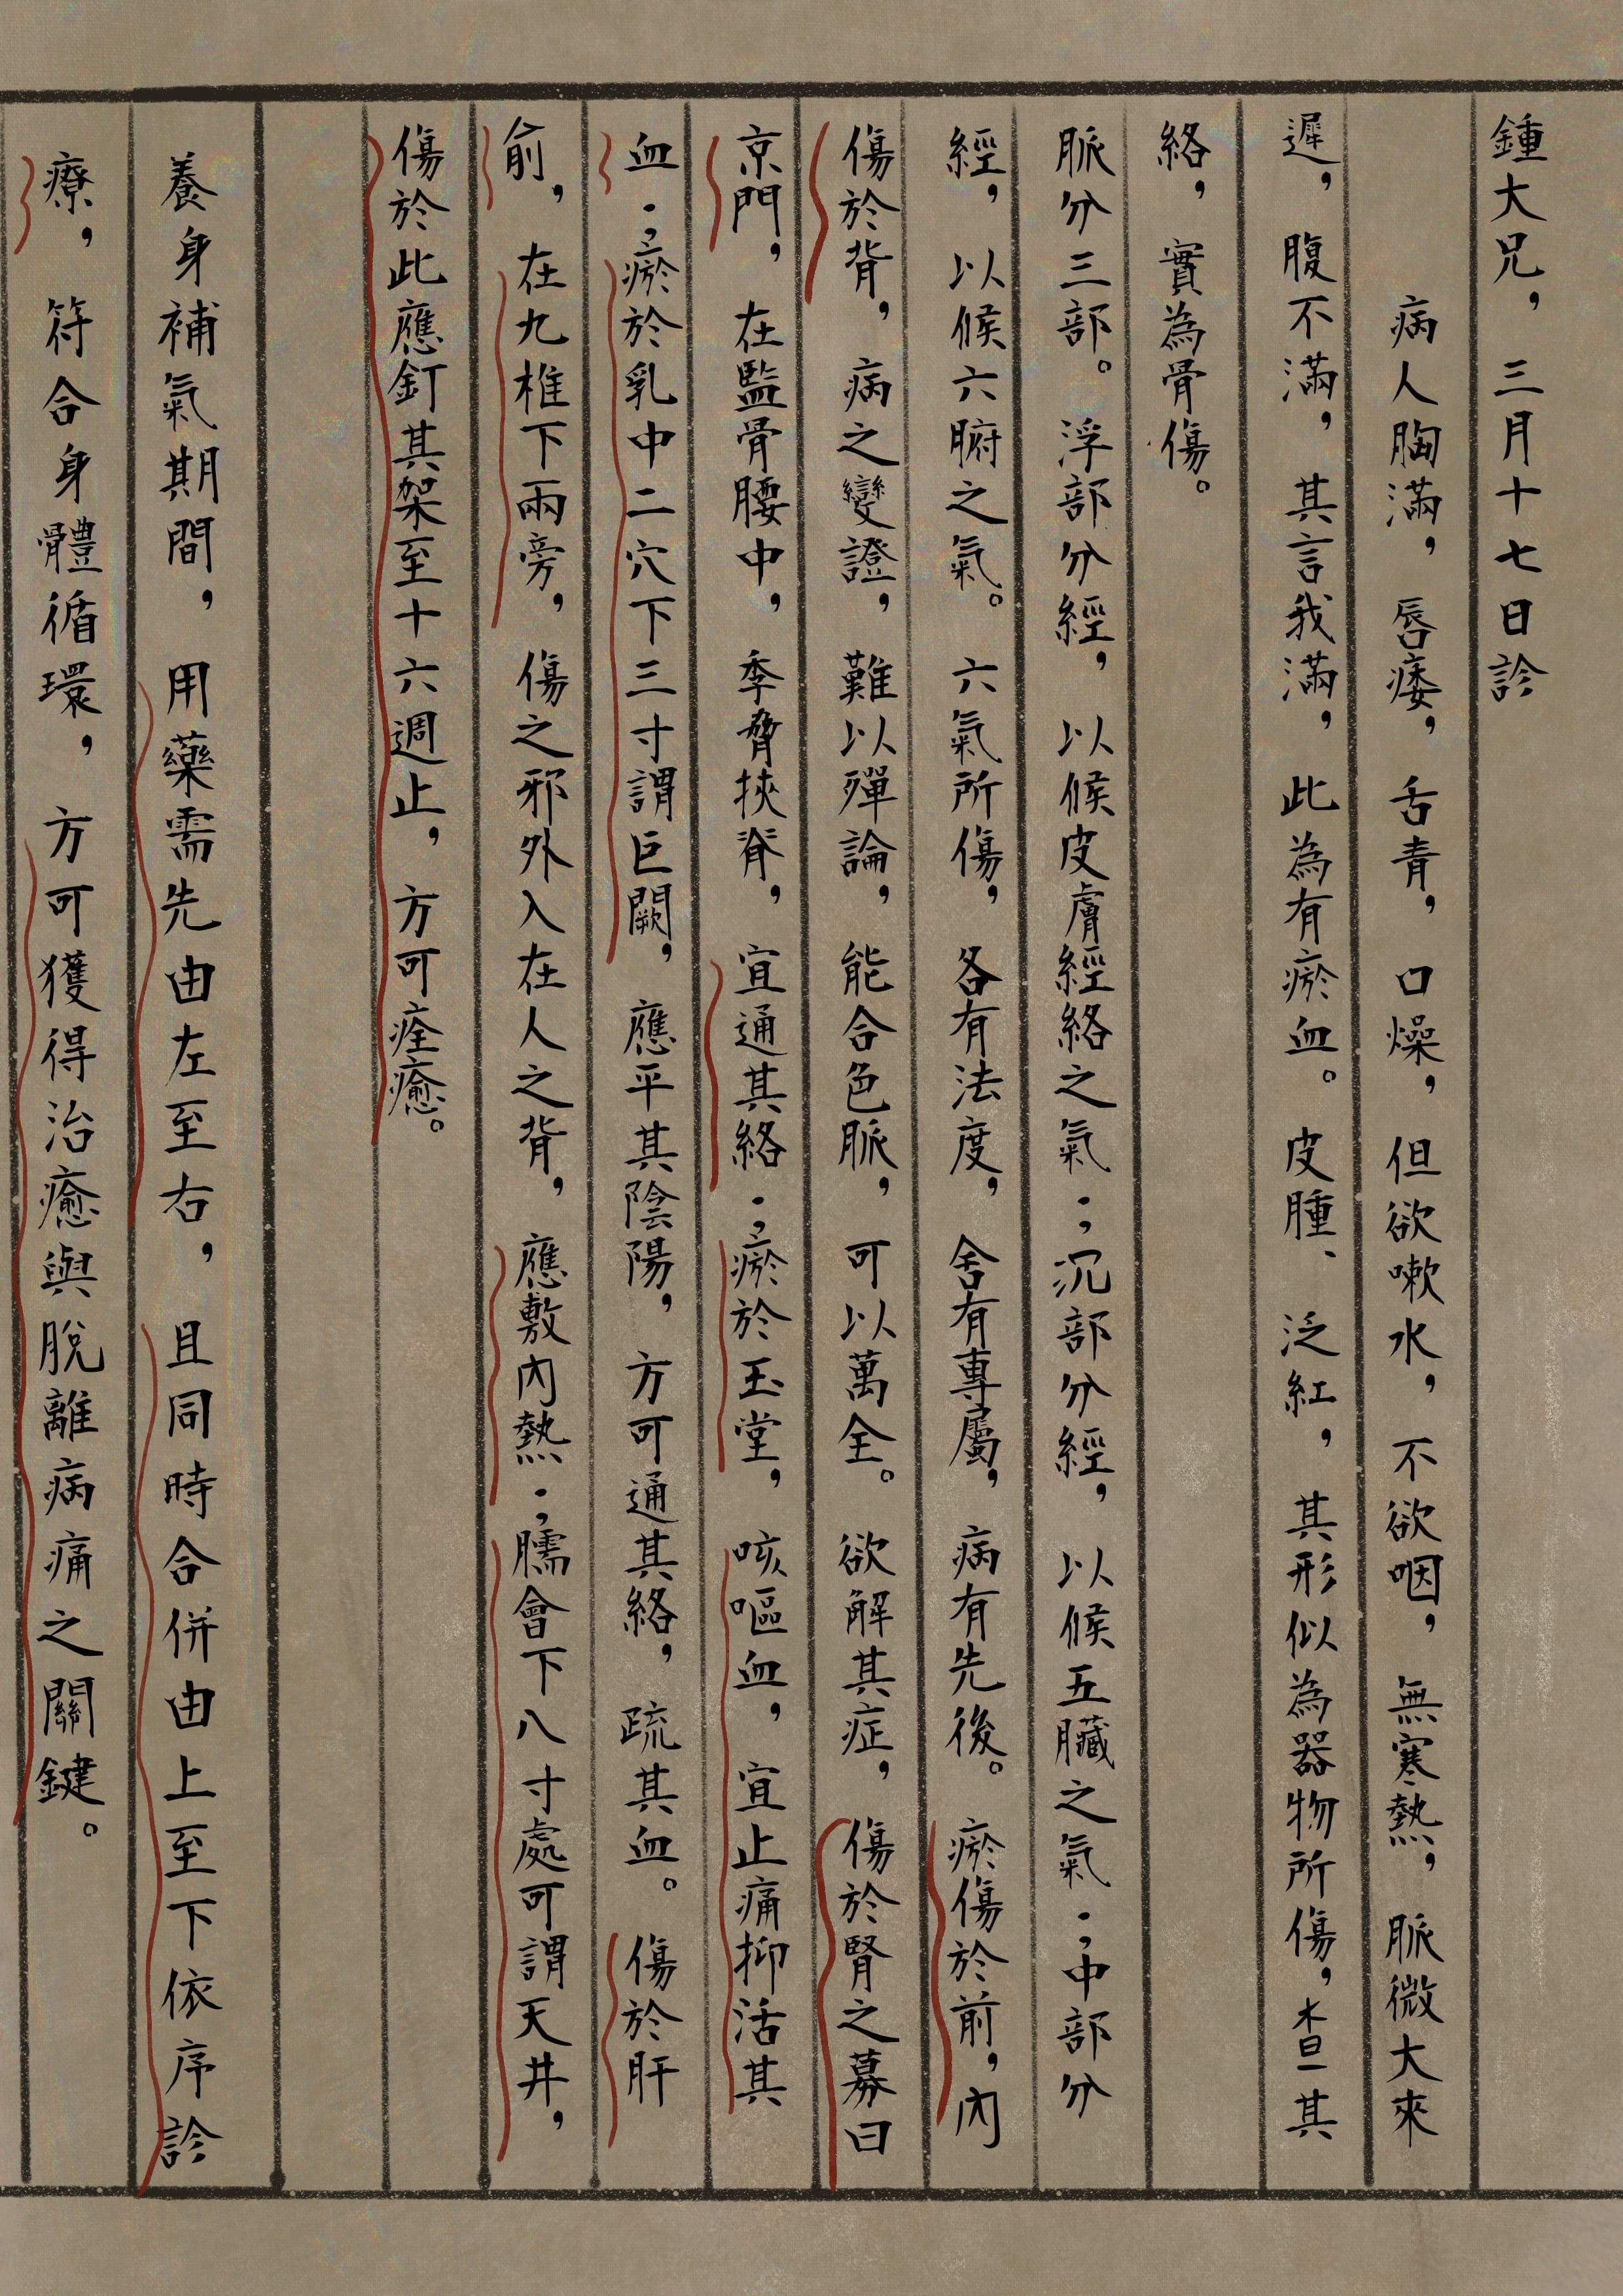 鍾大兄，三月十七日診
病人胸滿，唇痿，舌青，口燥，但欲嗽水，不欲咽，無寒熱，脈微大來
遲，腹不滿，其言我滿，此為有瘀血。皮腫、泛紅，其形似為器物所傷，查其
絡，實為骨傷。
脈分三部。浮部分經，以候皮膚經絡之氣；沉部分經，以候五臟之氣；中部分
經，以候六腑之氣。六氣所傷，各有法度，舍有專屬，病有先後。瘀傷於前，內
傷於背，病之變證，難以殫論，能合色脈，可以萬全。欲解其症，傷於腎之募曰
京門，在監骨腰中，季脅挾脊，宜通其絡；瘀於玉堂，咳嘔血，宜止痛抑活其
血；瘀於乳中二穴下三寸謂巨闕，應平其陰陽，方可通其絡，疏其血。傷於肝
俞，在九椎下兩旁，傷之邪外入在人之背，應敷內熱；臑會下八寸處可謂天井，
傷於此應釘其架至十六週止，方可痊癒。
養身補氣期間，用藥需先由左至右，且同時合併由上至下依序診
療，符合身體循環，方可獲得治癒與脫離病痛之關鍵。